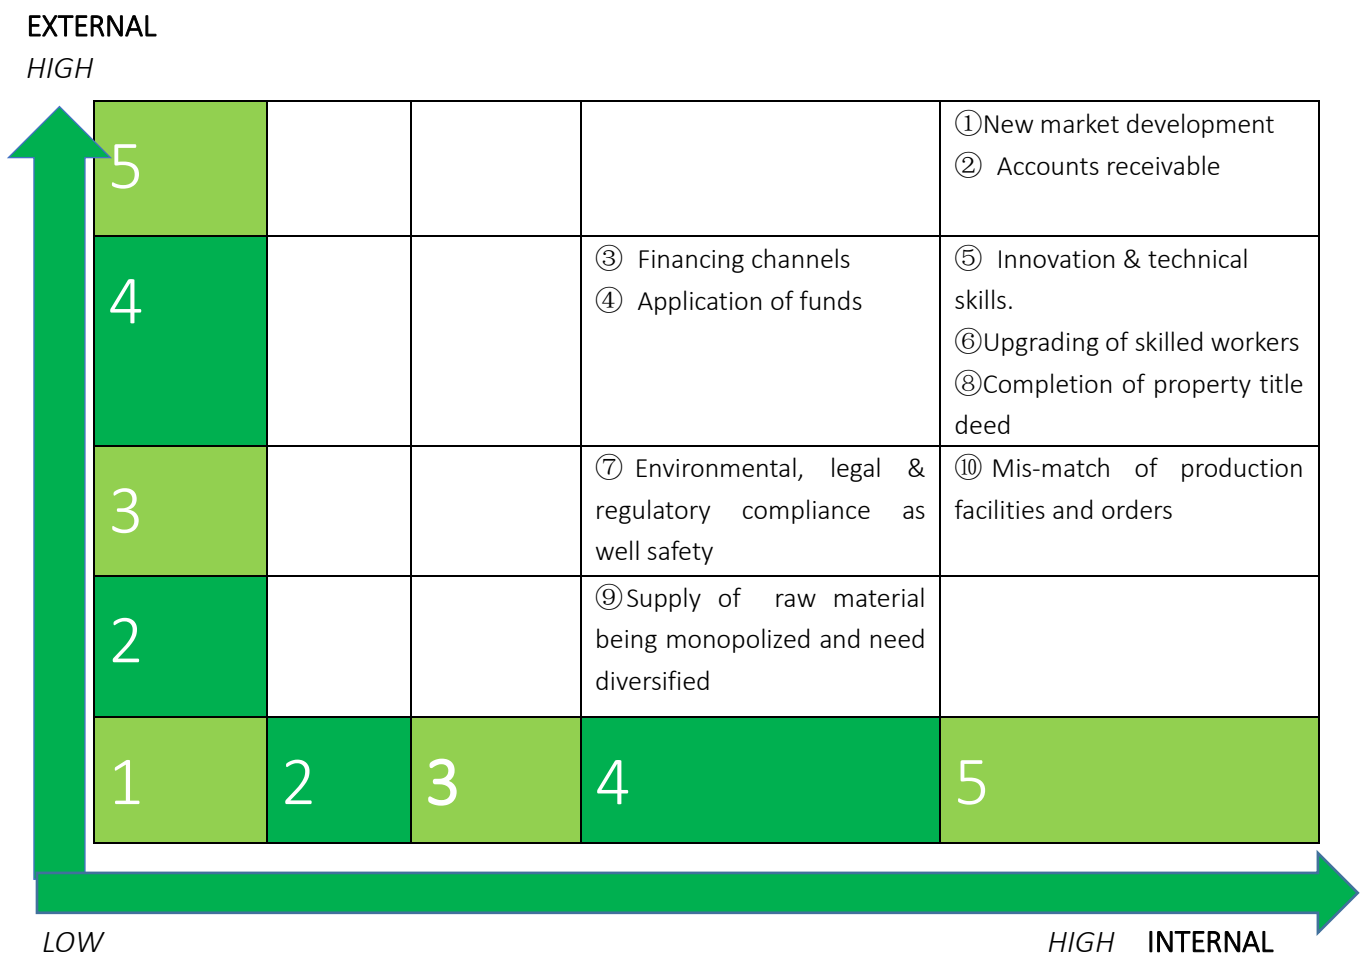 EXTERNAL
HIGH
5
①New market development
② Accounts receivable
4
③ Financing channels
④ Application of funds
⑤ Innovation & technical
skills.
⑥Upgrading of skilled workers
⑧Completion of property title
deed
3
⑦ Environmental, legal &
regulatory compliance as
well safety
⑩ Mis-match of production
facilities and orders
2
⑨Supply of raw material
being monopolized and need
diversified
1 2 3 4 5
LOW HIGH INTERNAL